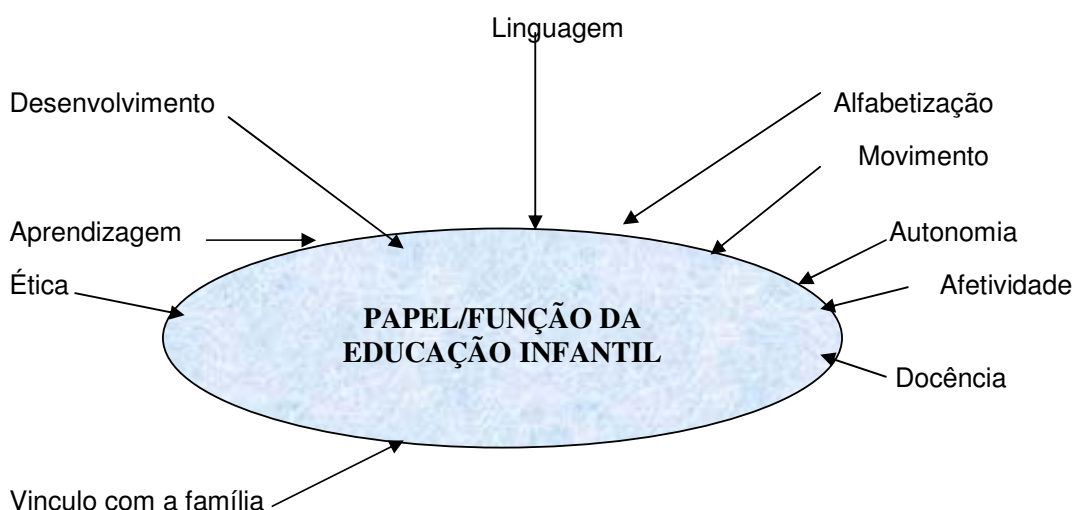 Linguagem
Desenvolvimento
Alfabetização
Movimento
Aprendizagem
Autonomia
Ética
Afetividade
PAPEL/FUNÇÃO DA
EDUCAÇÃO INFANTIL
Docência
Vinculo com a família